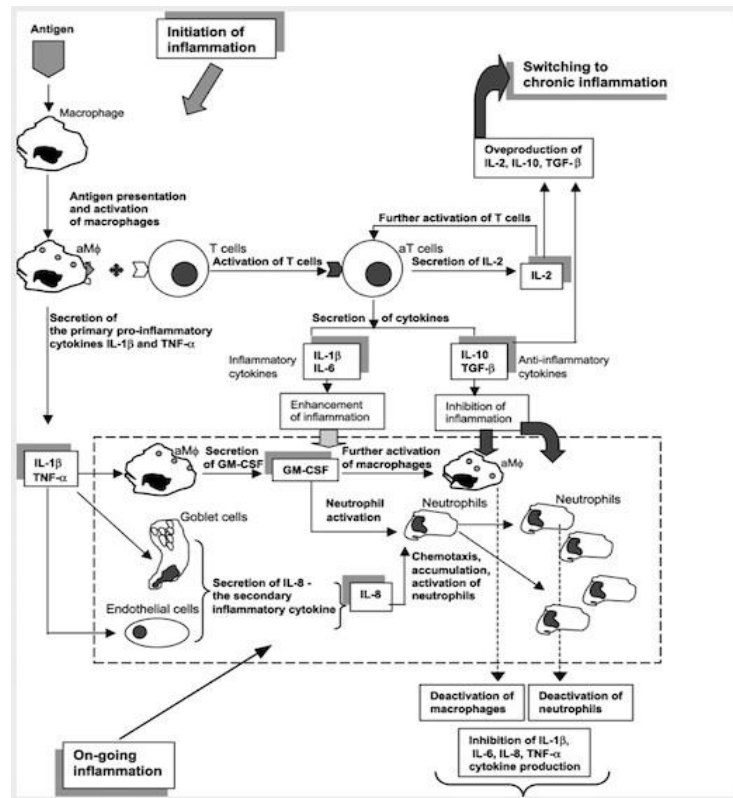 Antigen
Initiation of
inflammation
Switching to
chronic inflammation
Macrophage
Oveproduction of
IL-2, IL-10, TGF-β
Antigen presentation
and activation
of macrophages
Further activation of T cells
aMϕ
T cells
Activation of T cells
aT cells
Secretion of IL-2
IL-2
Secretion of
the primary pro-inflammatory
cytokines IL-1β and TNF-α
Secretion of cytokines
Inflammatory
cytokines
IL-1β
IL-6
IL-10
TGF-β
Anti-inflammatory
cytokines
Enhancement
of inflammation
Inhibition of
inflammation
IL-1β
TNF-α
aMϕ
Secretion
of GM-CSF
GM-CSF
Further activation
of macrophages
aMϕ
Goblet cells
Neutrophil
activation
Neutrophils
Neutrophils
Endothelial cells
Secretion of IL-8 -
the secondary
inflammatory cytokine
IL-8
Chemotaxis,
accumulation,
activation of
neutrophils
Deactivation of
macrophages
Deactivation of
neutrophils
On-going
inflammation
Inhibition of IL-1β,
IL-6, IL-8, TNF-α
cytokine production